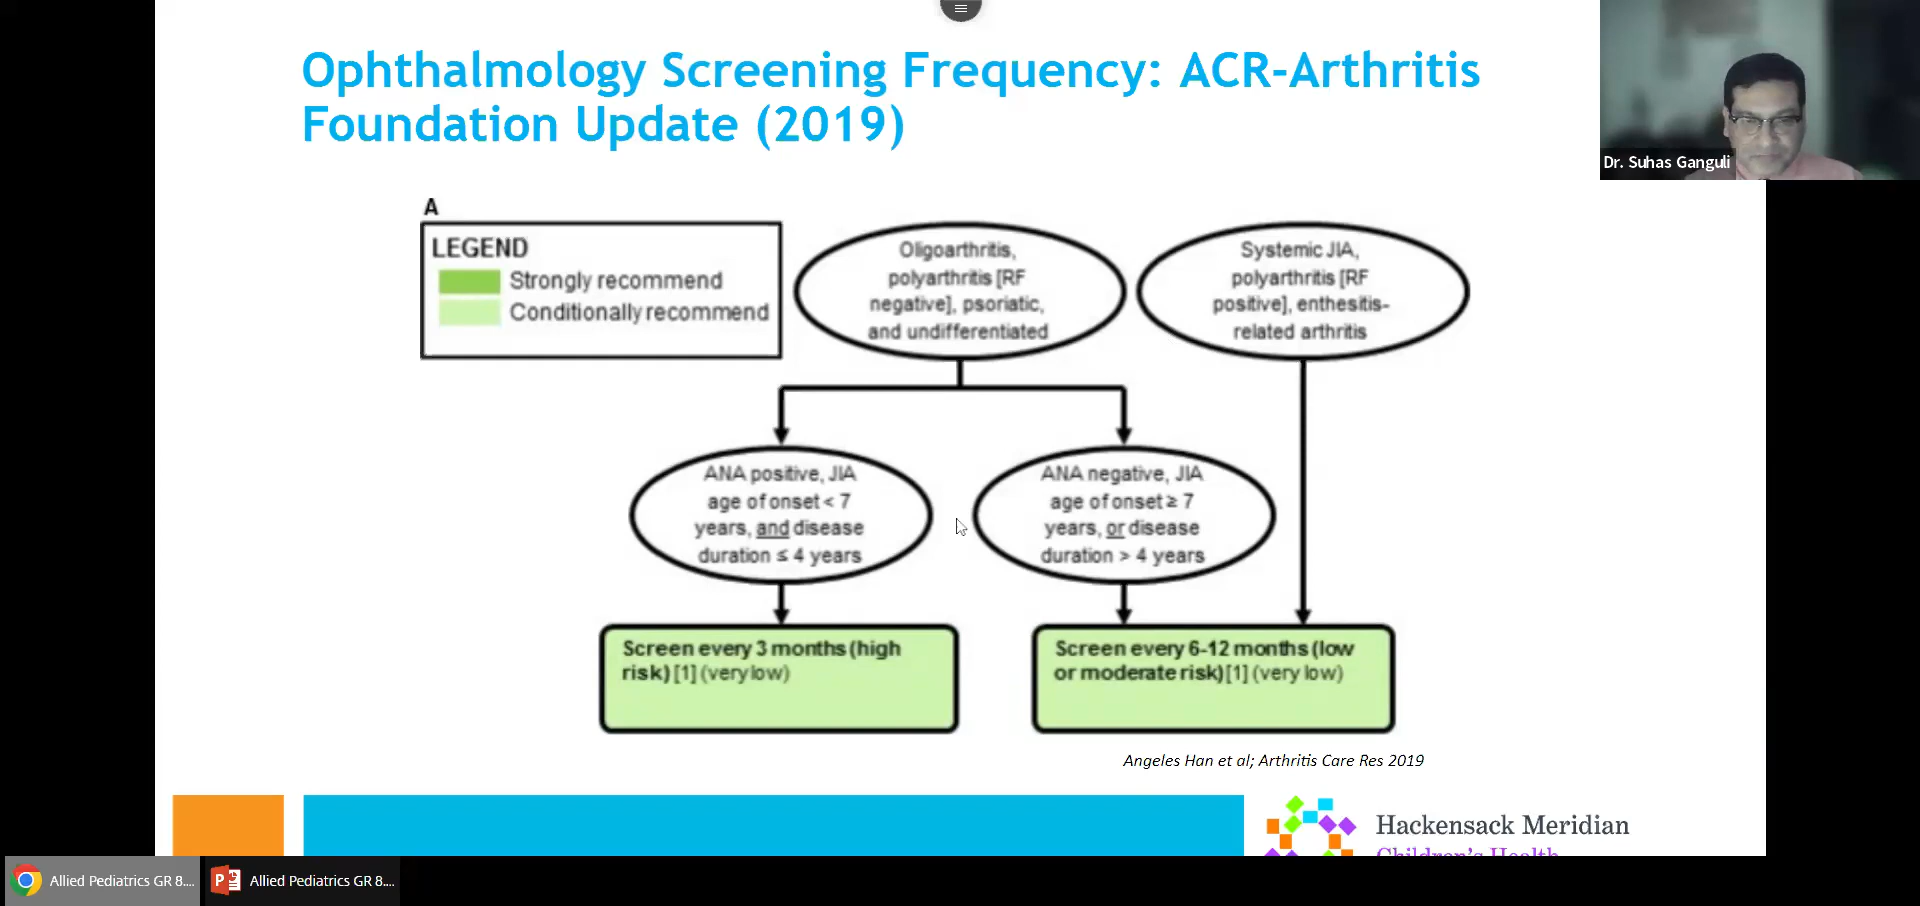 Ophthalmology Screening Frequency: ACR-Arthritis
Foundation Update (2019)
Dr. Suhas Ganguli
A
LEGEND
Strongly recommend
Conditionally recommend
Oligoarthritis,
polyarthritis [RF
negative], psoriatic,
and undifferentiated
Systemic JIA,
polyarthritis [RF
positive], enthesitis-
related arthritis
ANA positive, JIA
age of onset < 7
years, and disease
duration ≤ 4 years
ANA negative, JIA
age of onset ≥ 7
years, or disease
duration > 4 years
Screen every 3 months (high
risk) [1] (very low)
Screen every 6-12 months (low
or moderate risk) [1] (very low)
Angeles Han et al; Arthritis Care Res 2019
Hackensack Meridian
Children's Health
Allied Pediatrics GR 8....
Allied Pediatrics GR 8....